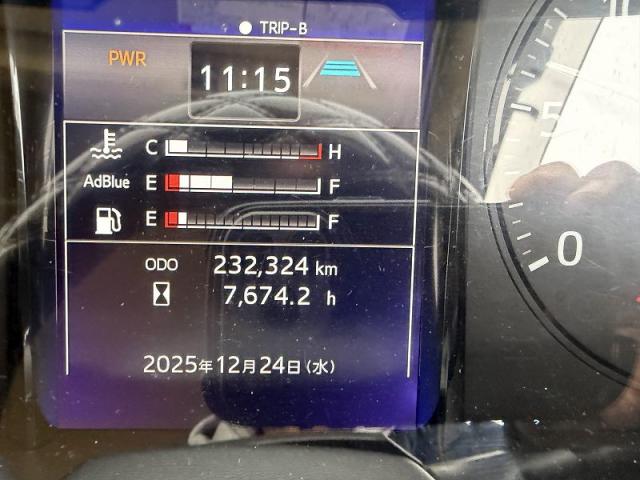 TRIP-B
PWR
11:15
C H
AdBlue E F
E F
ODO 232,324 km
7,674.2 h
2025年12月24日(水)
5
0